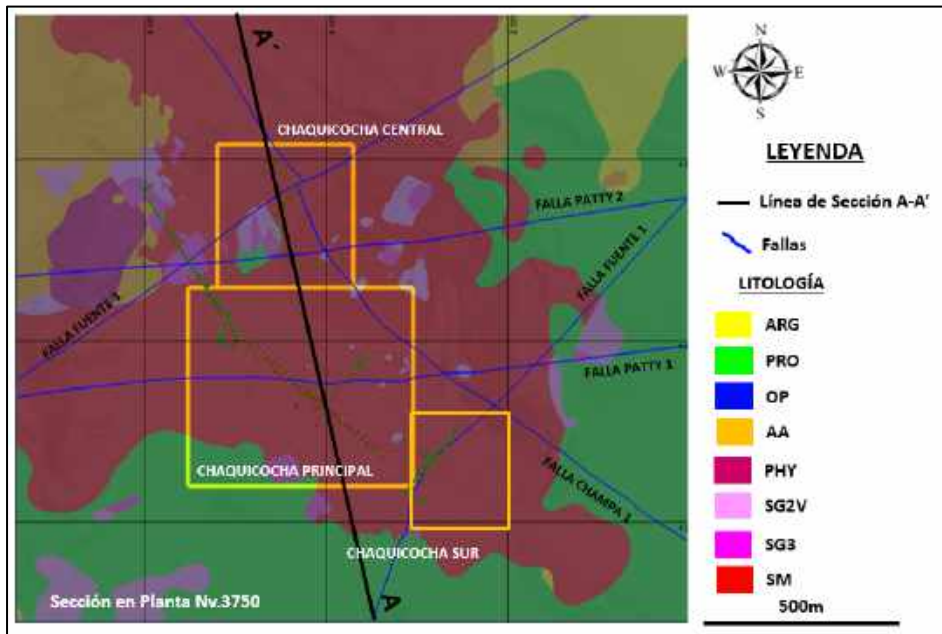 A'
CHAQUICOCHA CENTRAL
FALLA PATTY 2
FALLA FUENTE 1
FALLA FUENTE 3
FALLA PATTY 3
CHAQUICOCHA PRINCIPAL
FALLA CHAMPA 1
CHAQUICOCHA SUR
A
Sección en Planta Nv.3750
N
W
E
S
LEYENDA
Línea de Sección A-A'
Fallas
LITOLOGÍA
ARG
PRO
OP
AA
PHY
SG2V
SG3
SM
500m